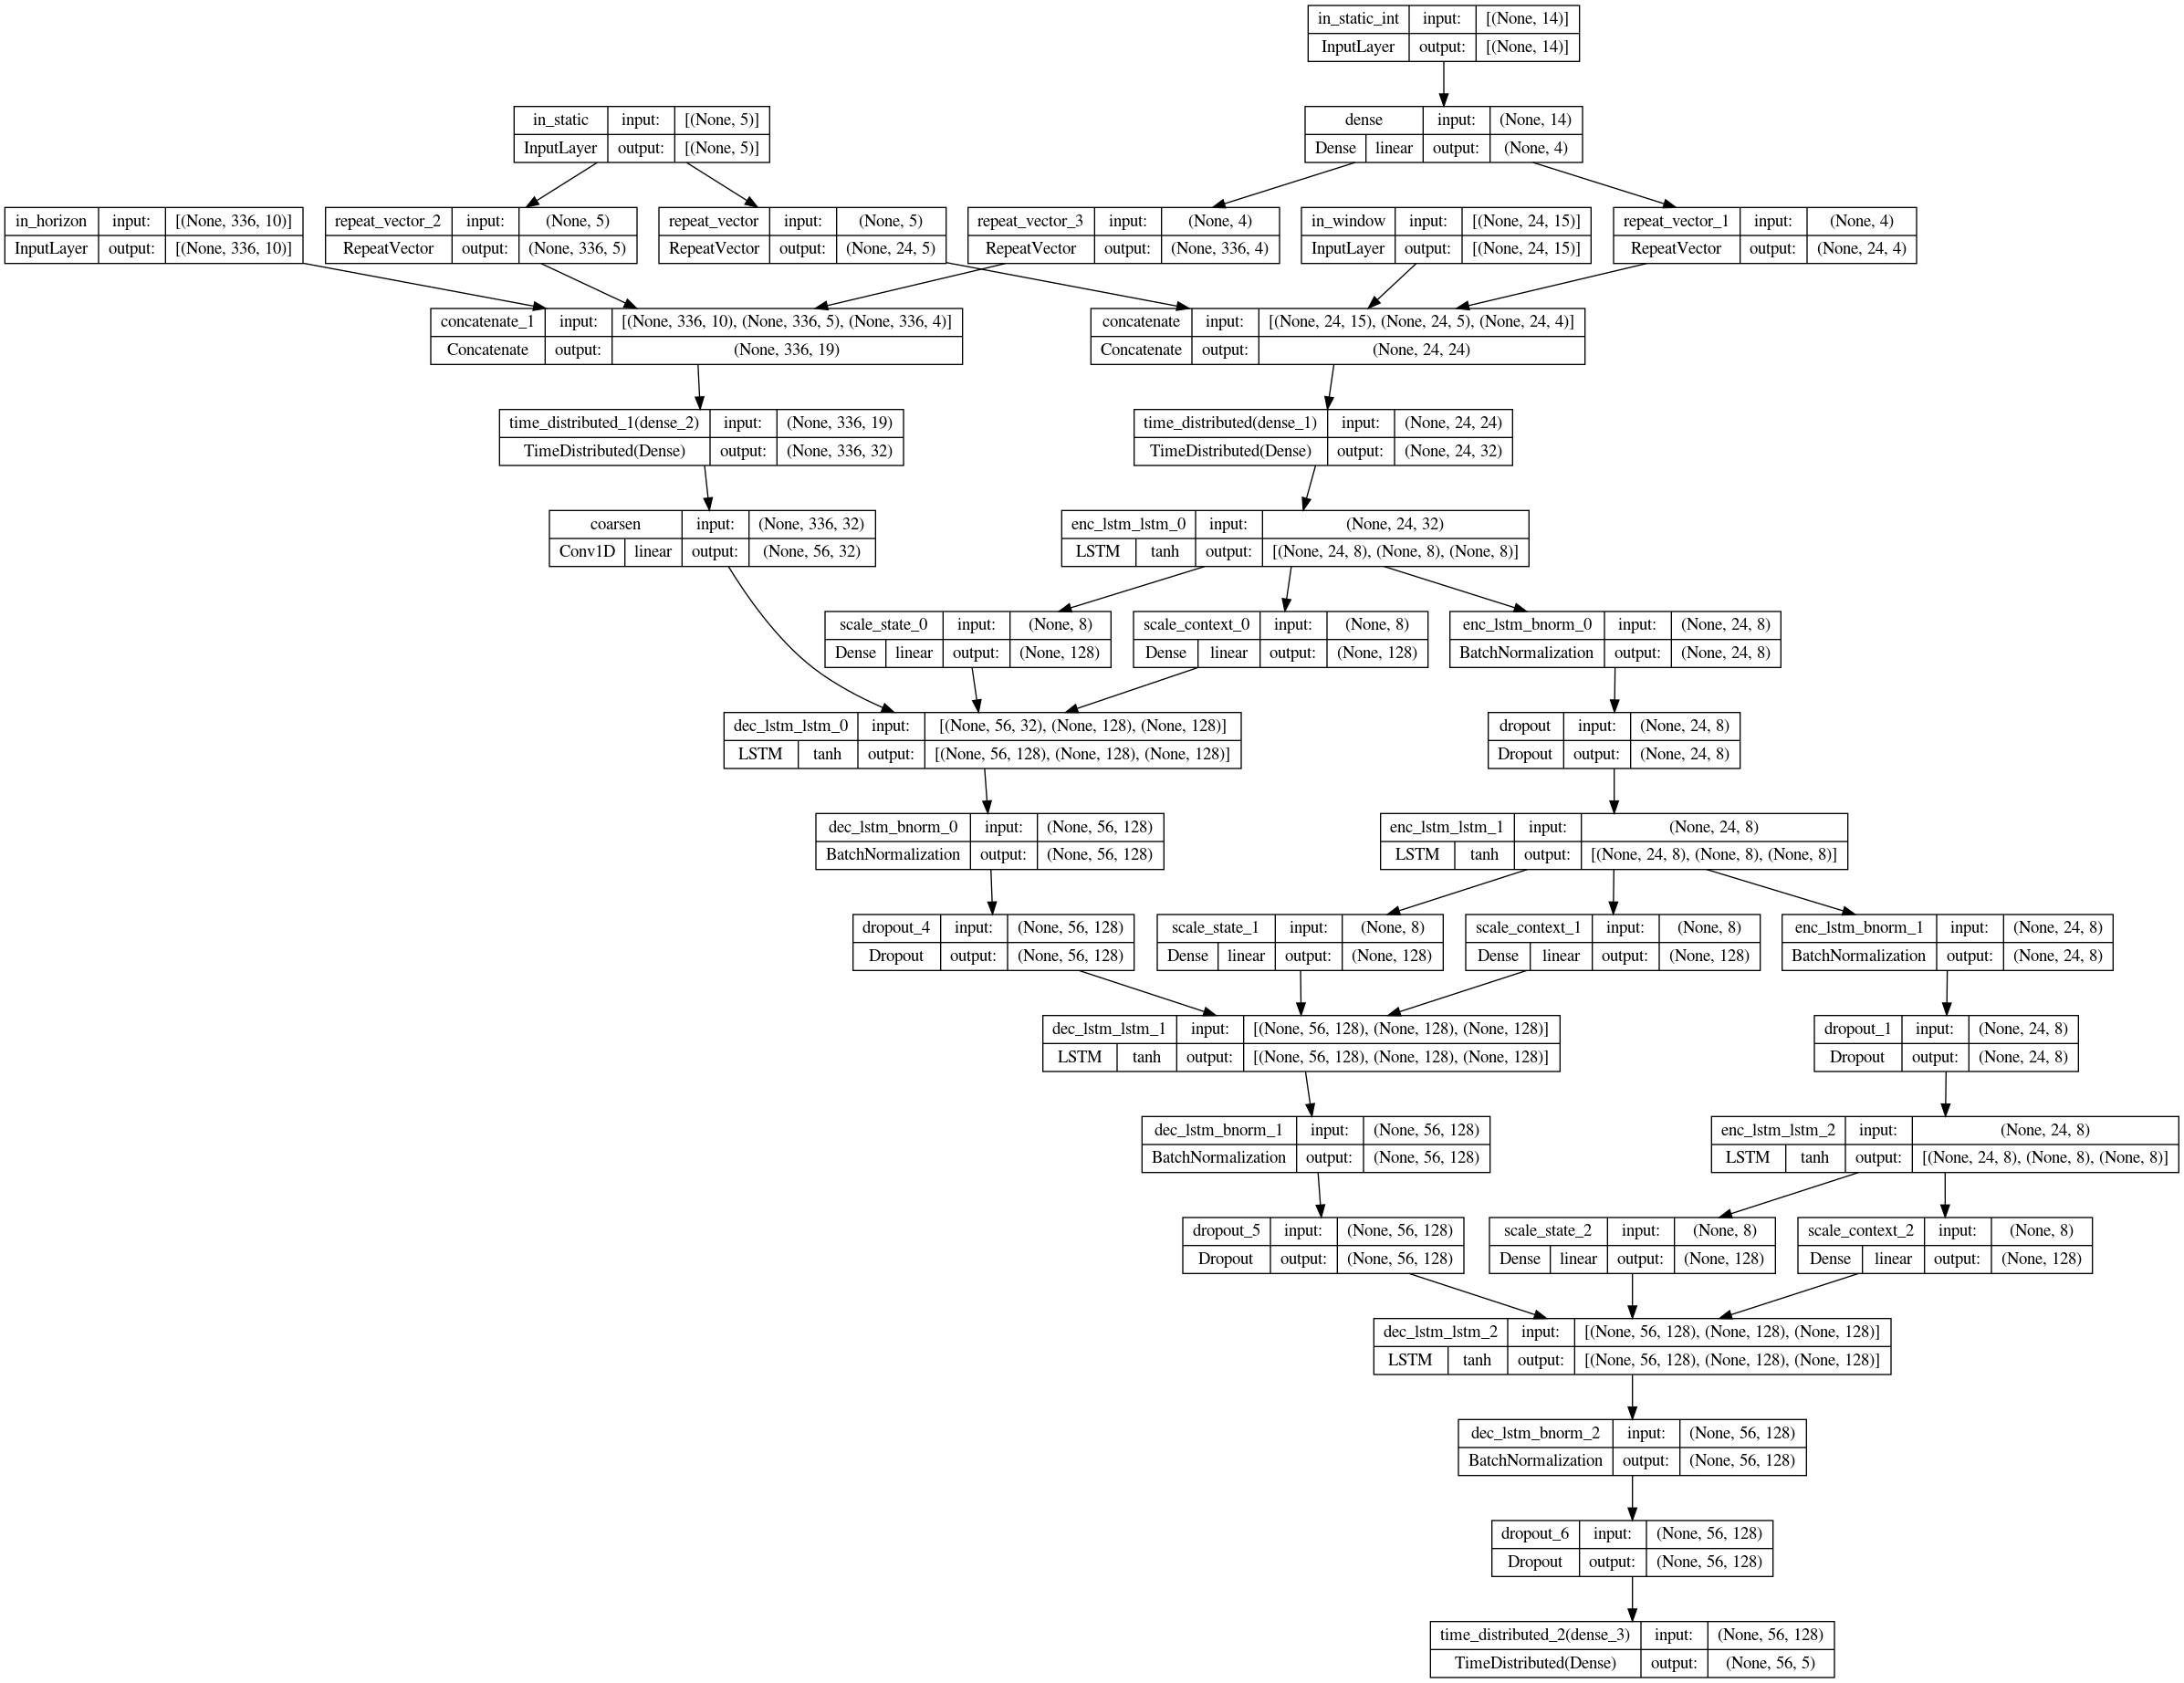 in_static_int input: [(None, 14)]
InputLayer output: [(None, 14)]
in_static input: [(None, 5)]
InputLayer output: [(None, 5)]
dense input: (None, 14)
Dense linear output: (None, 4)
in_horizon input: [(None, 336, 10)]
InputLayer output: [(None, 336, 10)]
repeat_vector_2 input: (None, 5)
RepeatVector output: (None, 336, 5)
repeat_vector input: (None, 5)
RepeatVector output: (None, 24, 5)
repeat_vector_3 input: (None, 4)
RepeatVector output: (None, 336, 4)
in_window input: [(None, 24, 15)]
InputLayer output: [(None, 24, 15)]
repeat_vector_1 input: (None, 4)
RepeatVector output: (None, 24, 4)
concatenate_1 input: [(None, 336, 10), (None, 336, 5), (None, 336, 4)]
Concatenate output: (None, 336, 19)
concatenate input: [(None, 24, 15), (None, 24, 5), (None, 24, 4)]
Concatenate output: (None, 24, 24)
time_distributed_1(dense_2) input: (None, 336, 19)
TimeDistributed(Dense) output: (None, 336, 32)
time_distributed(dense_1) input: (None, 24, 24)
TimeDistributed(Dense) output: (None, 24, 32)
coarsen input: (None, 336, 32)
Conv1D linear output: (None, 56, 32)
enc_lstm_lstm_0 input: (None, 24, 32)
LSTM tanh output: [(None, 24, 8), (None, 8), (None, 8)]
scale_state_0 input: (None, 8)
Dense linear output: (None, 128)
scale_context_0 input: (None, 8)
Dense linear output: (None, 128)
enc_lstm_bnorm_0 input: (None, 24, 8)
BatchNormalization output: (None, 24, 8)
dec_lstm_lstm_0 input: [(None, 56, 32), (None, 128), (None, 128)]
LSTM tanh output: [(None, 56, 128), (None, 128), (None, 128)]
dropout input: (None, 24, 8)
Dropout output: (None, 24, 8)
dec_lstm_bnorm_0 input: (None, 56, 128)
BatchNormalization output: (None, 56, 128)
enc_lstm_lstm_1 input: (None, 24, 8)
LSTM tanh output: [(None, 24, 8), (None, 8), (None, 8)]
dropout_4 input: (None, 56, 128)
Dropout output: (None, 56, 128)
scale_state_1 input: (None, 8)
Dense linear output: (None, 128)
scale_context_1 input: (None, 8)
Dense linear output: (None, 128)
enc_lstm_bnorm_1 input: (None, 24, 8)
BatchNormalization output: (None, 24, 8)
dec_lstm_lstm_1 input: [(None, 56, 128), (None, 128), (None, 128)]
LSTM tanh output: [(None, 56, 128), (None, 128), (None, 128)]
dropout_1 input: (None, 24, 8)
Dropout output: (None, 24, 8)
dec_lstm_bnorm_1 input: (None, 56, 128)
BatchNormalization output: (None, 56, 128)
enc_lstm_lstm_2 input: (None, 24, 8)
LSTM tanh output: [(None, 24, 8), (None, 8), (None, 8)]
dropout_5 input: (None, 56, 128)
Dropout output: (None, 56, 128)
scale_state_2 input: (None, 8)
Dense linear output: (None, 128)
scale_context_2 input: (None, 8)
Dense linear output: (None, 128)
dec_lstm_lstm_2 input: [(None, 56, 128), (None, 128), (None, 128)]
LSTM tanh output: [(None, 56, 128), (None, 128), (None, 128)]
dec_lstm_bnorm_2 input: (None, 56, 128)
BatchNormalization output: (None, 56, 128)
dropout_6 input: (None, 56, 128)
Dropout output: (None, 56, 128)
time_distributed_2(dense_3) input: (None, 56, 128)
TimeDistributed(Dense) output: (None, 56, 5)